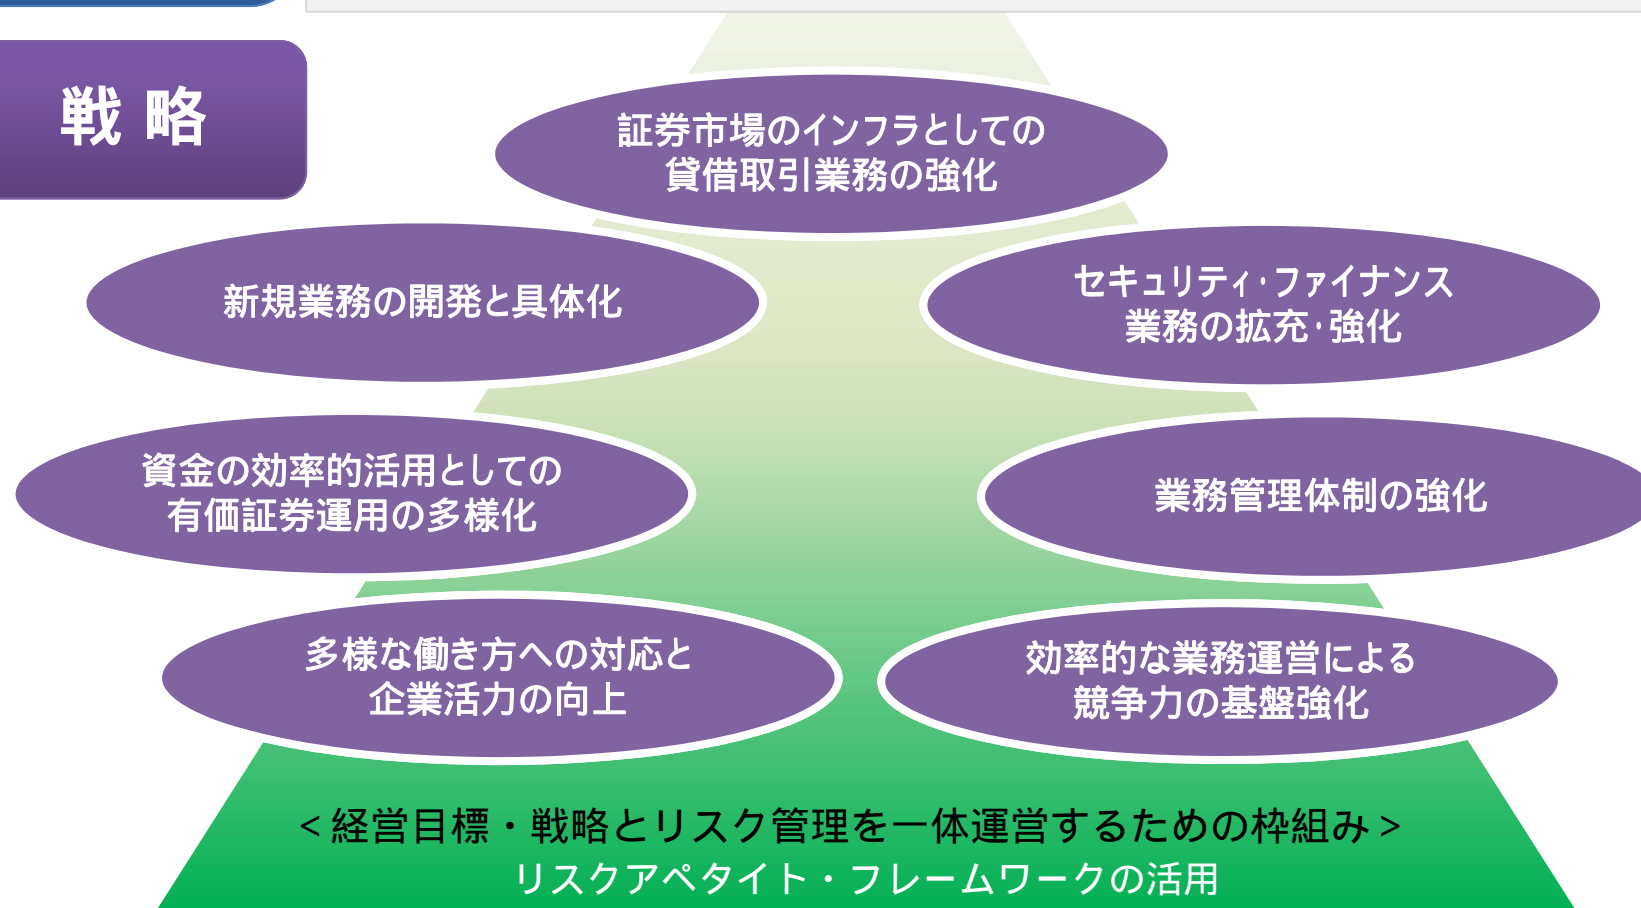 戦略
証券市場のインフラとしての
貸借取引業務の強化
新規業務の開発と具体化
セキュリティ・ファイナンス
業務の拡充・強化
資金の効率的活用としての
有価証券運用の多様化
業務管理体制の強化
多様な働き方への対応と
企業活力の向上
効率的な業務運営による
競争力の基盤強化
<経営目標・戦略とリスク管理を一体運営するための枠組み>
リスクアペタイト・フレームワークの活用